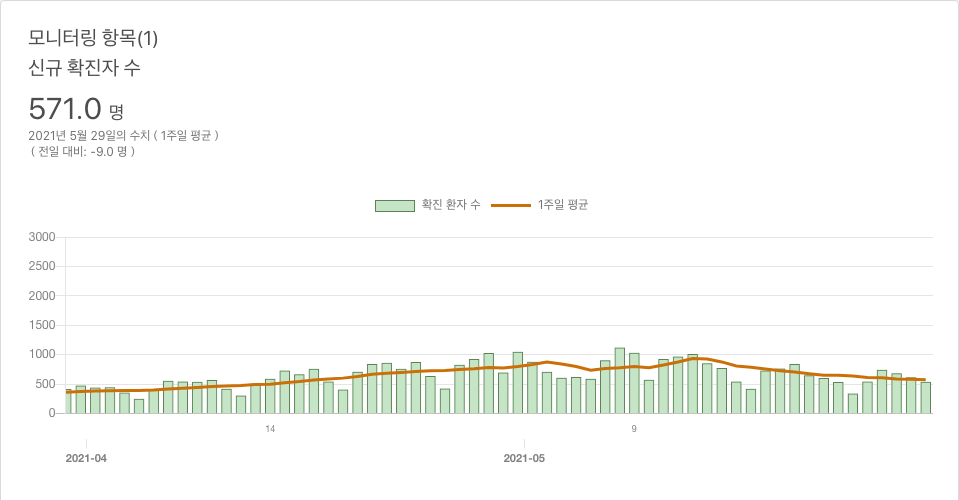 모니터링 항목(1)
신규 확진자 수
571.0 명
2021년 5월 29일의 수치 ( 1주일 평균 )
( 전일 대비: -9.0 명 )
확진 환자 수 1주일 평균
3000
2500
2000
1500
1000
500
0
14 9
2021-04 2021-05